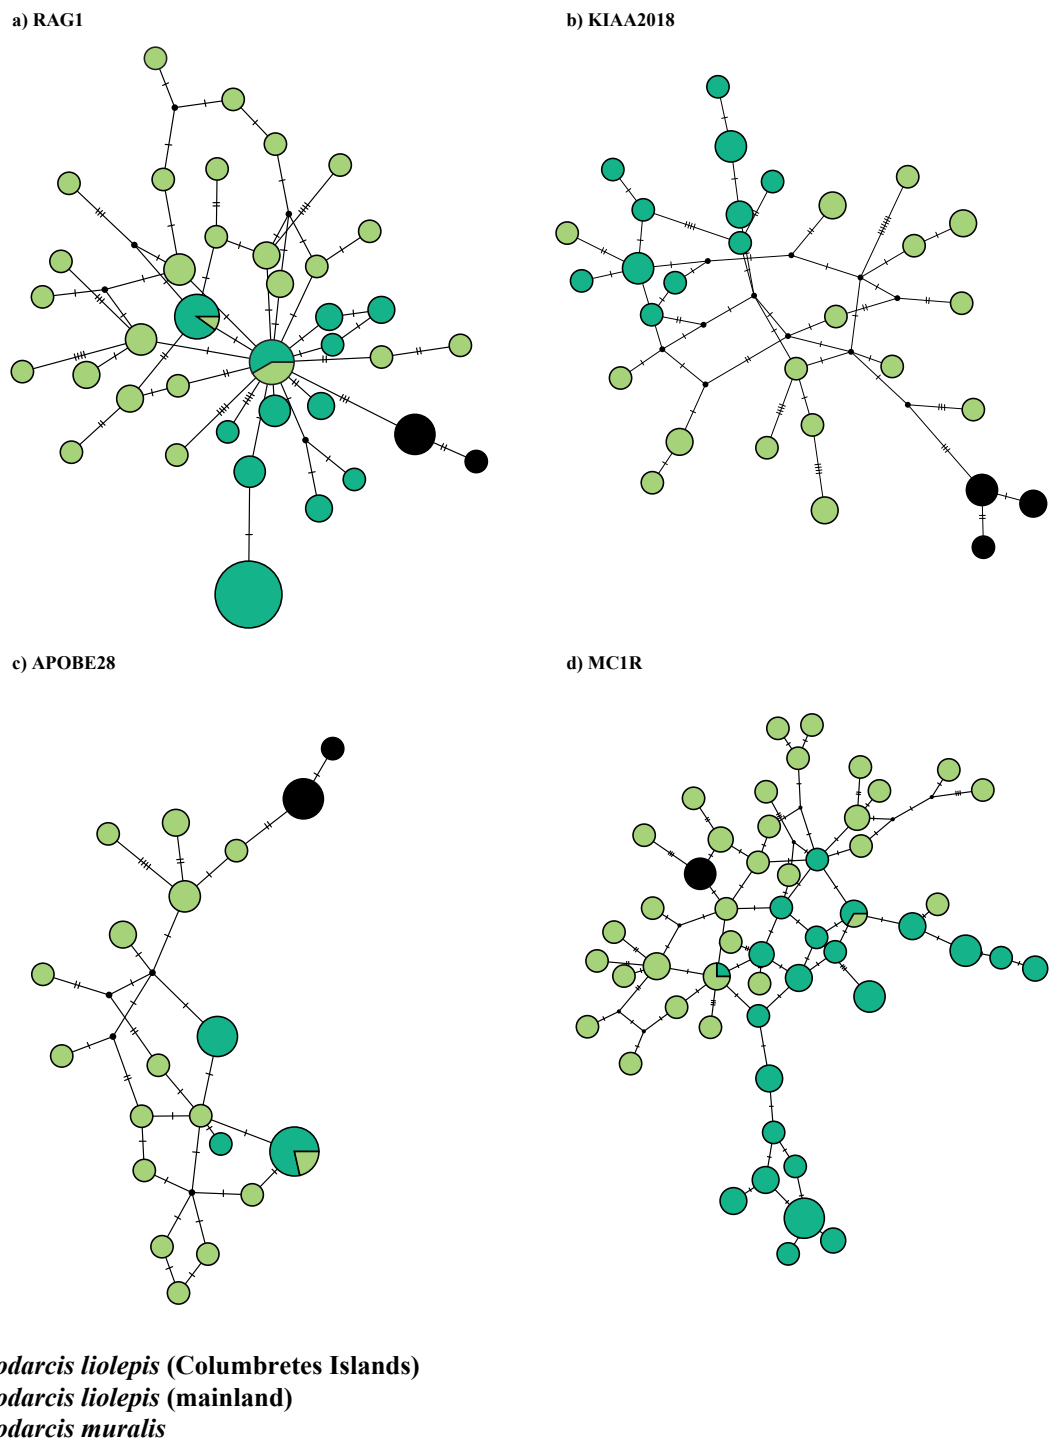 a) RAG1
b) KIAA2018
c) APOBE28
d) MC1R
odarcis liolepis (Columbretes Islands)
odarcis liolepis (mainland)
odarcis muralis